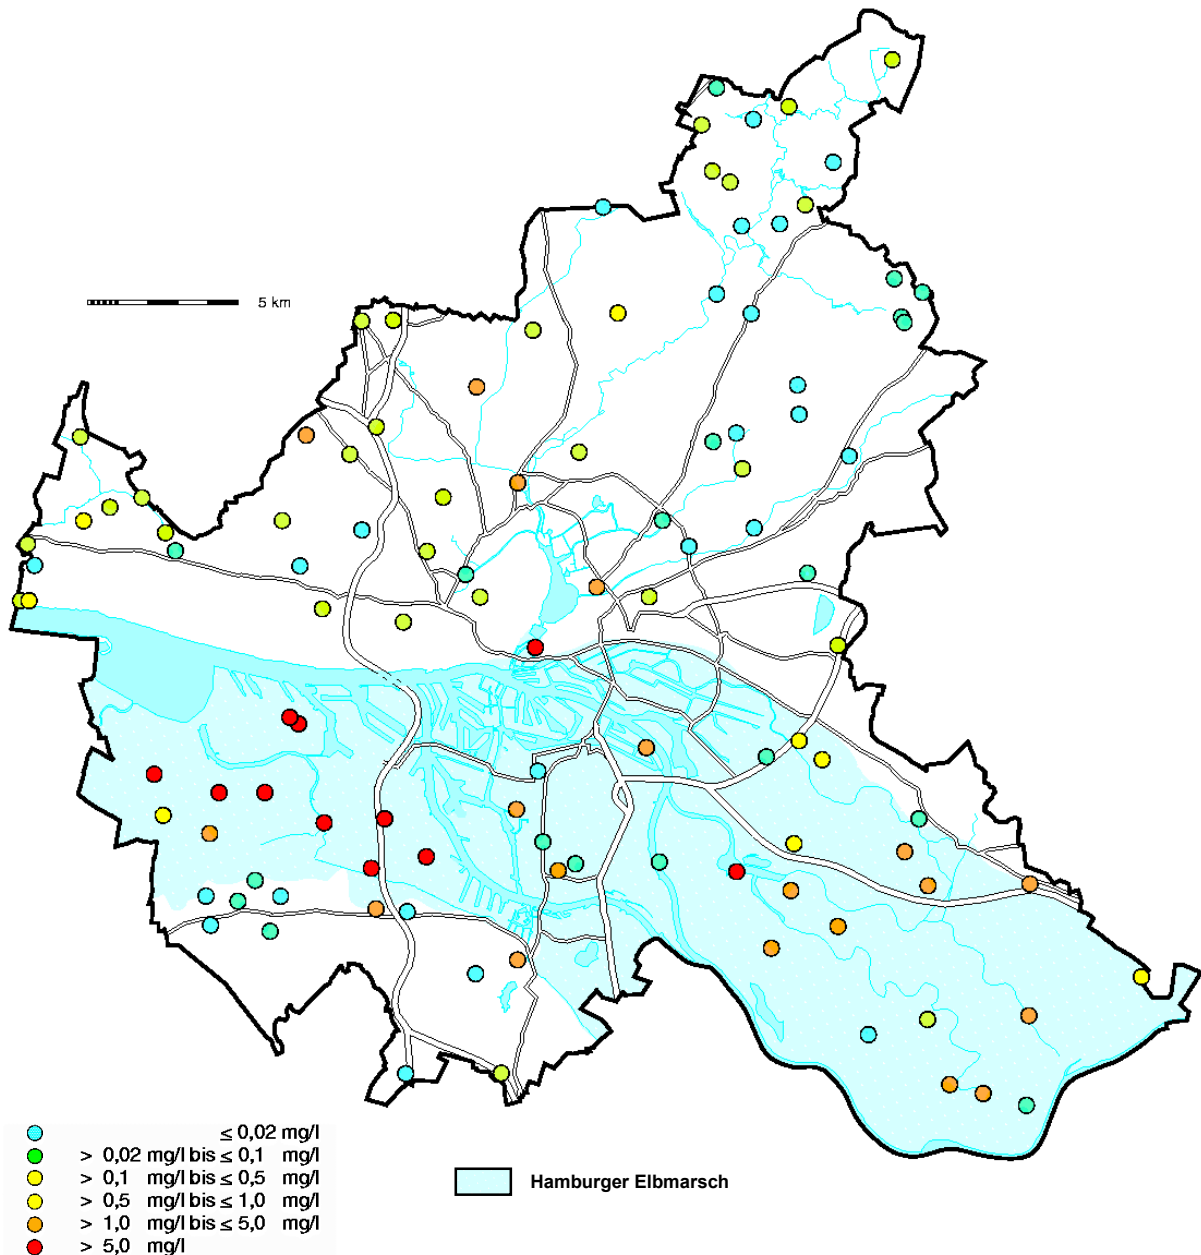 5 km
≤ 0,02 mg/l
> 0,02 mg/l bis ≤ 0,1 mg/l
> 0,1 mg/l bis ≤ 0,5 mg/l
> 0,5 mg/l bis ≤ 1,0 mg/l
> 1,0 mg/l bis ≤ 5,0 mg/l
> 5,0 mg/l
Hamburger Elbmarsch